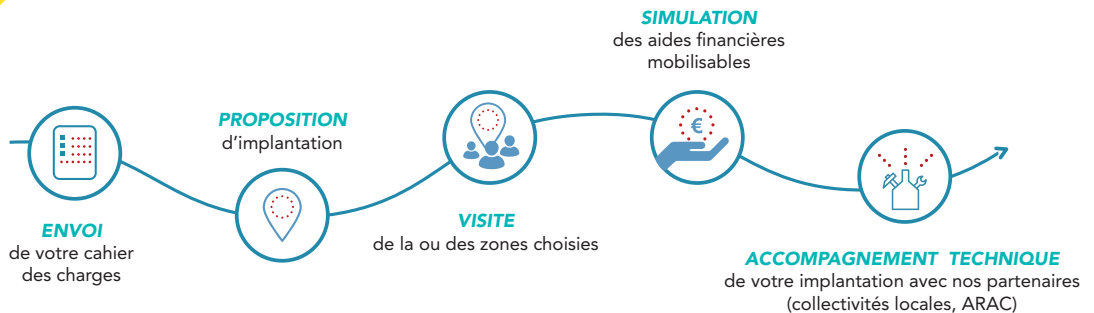 ENVOI
de votre cahier
des charges
PROPOSITION
d'implantation
VISITE
de la ou des zones choisies
SIMULATION
des aides financières
mobilisables
€
ACCOMPAGNEMENT TECHNIQUE
de votre implantation avec nos partenaires
(collectivités locales, ARAC)